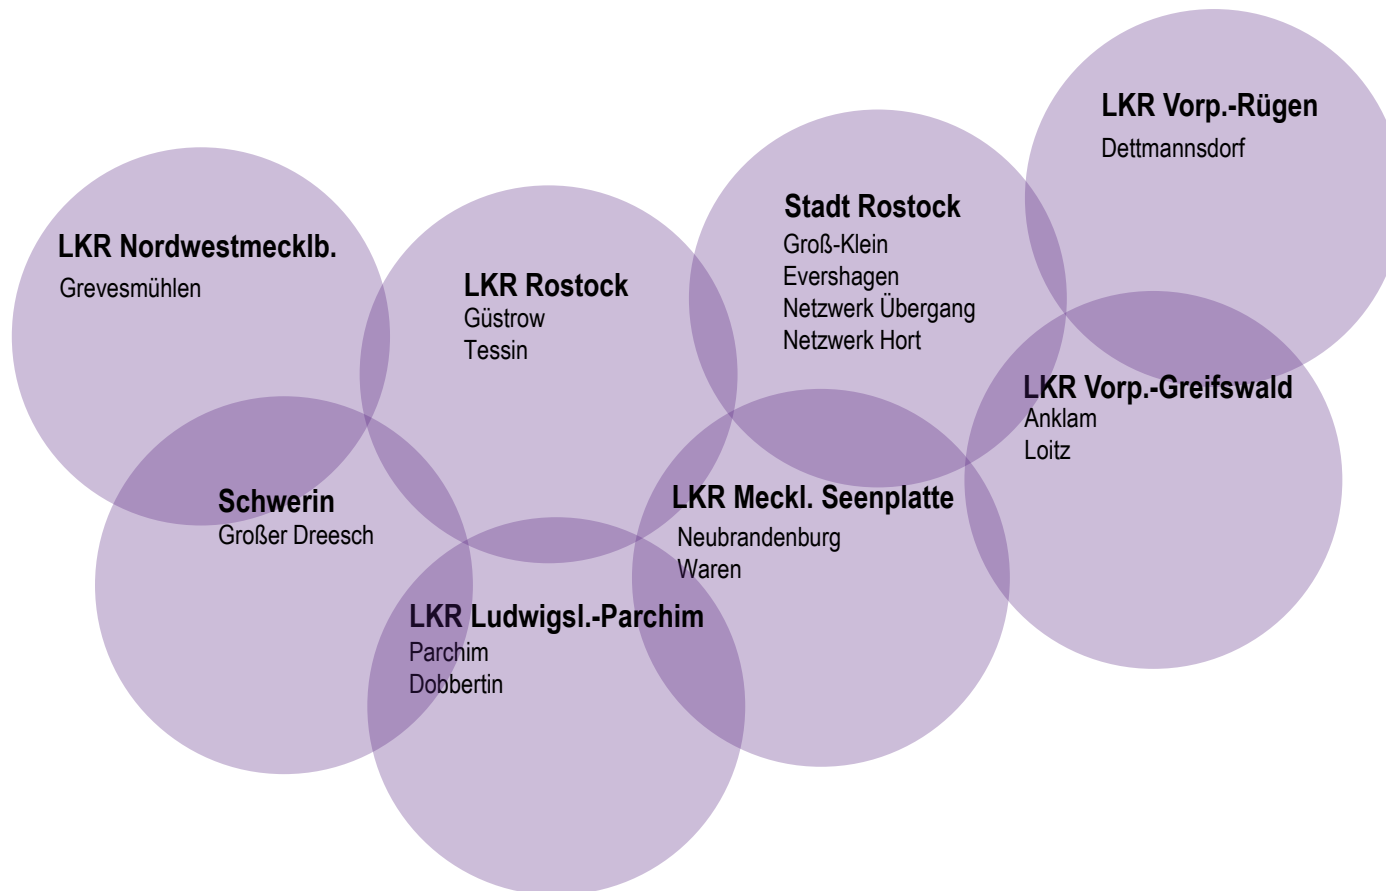 LKR Vorp.-Rügen
Dettmannsdorf
Stadt Rostock
Groß-Klein
Evershagen
Netzwerk Übergang
Netzwerk Hort
LKR Nordwestmecklb.
Grevesmühlen
LKR Rostock
Güstrow
Tessin
LKR Vorp.-Greifswald
Anklam
Loitz
Schwerin
Großer Dreesch
LKR Meckl. Seenplatte
Neubrandenburg
Waren
LKR Ludwigsl.-Parchim
Parchim
Dobbertin